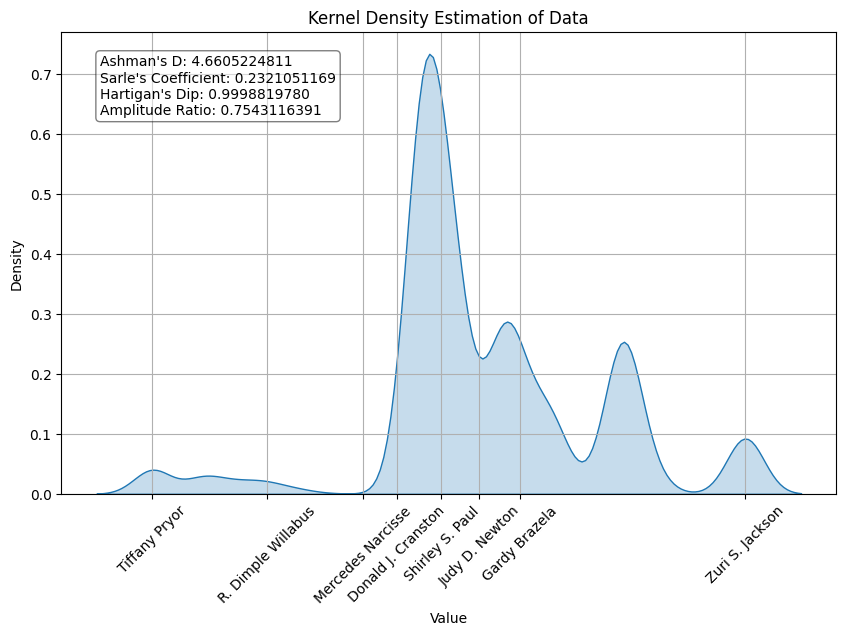 Kernel Density Estimation of Data
Ashman's D: 4.6605224811
Sarle's Coefficient: 0.2321051169
Hartigan's Dip: 0.9998819780
Amplitude Ratio: 0.7543116391
Density
0.7
0.6
0.5
0.4
0.3
0.2
0.1
0.0
Tiffany Pryor
R. Dimple Willabus
Mercedes Narcisse
Donald J. Cranston
Shirley S. Paul
Judy D. Newton
Gardy Brazela
Zuri S. Jackson
Value